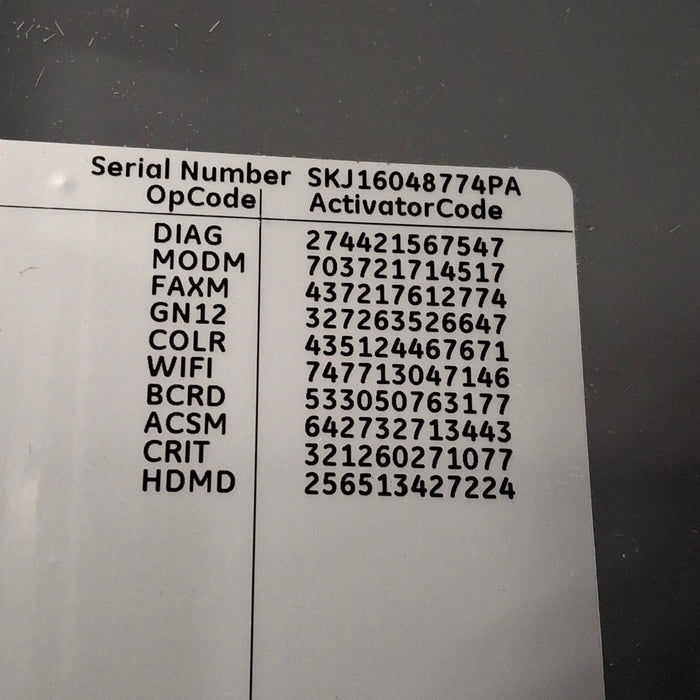 Serial Number SKJ16048774PA
OpCode ActivatorCode
DIAG 274421567547
MODM 703721714517
FAXM 437217612774
GN12 327263526647
COLR 435124467671
WIFI 747713047146
BCRD 533050763177
ACSM 642732713443
CRIT 321260271077
HDMD 256513427224